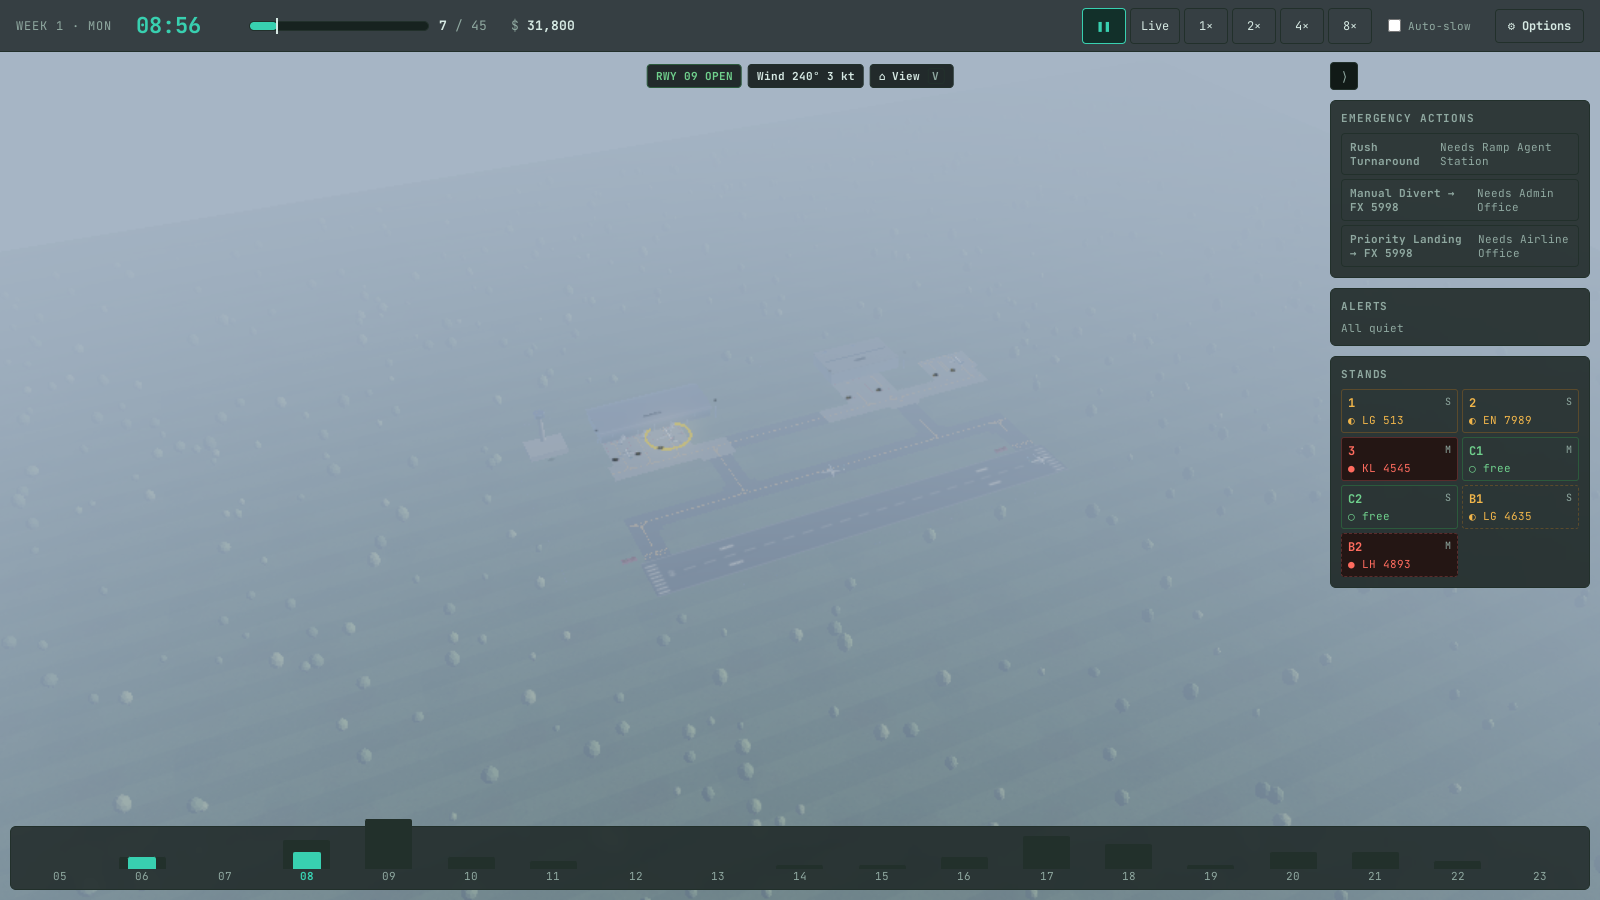 WEEK 1 · MON 08:56 7 / 45 $ 31,800 Live 1× 2× 4× 8× Auto-slow ⚙ Options
RWY 09 OPEN Wind 240° 3 kt ⌂ View V
EMERGENCY ACTIONS
Rush Turnaround Needs Ramp Agent Station
Manual Divert → FX 5998 Needs Admin Office
Priority Landing → FX 5998 Needs Airline Office
ALERTS
All quiet
STANDS
1 S 2 S
LG 513 EN 7989
3 M C1 M
KL 4545 free
C2 S B1 S
free LG 4635
B2 M
LH 4893
05 06 07 08 09 10 11 12 13 14 15 16 17 18 19 20 21 22 23